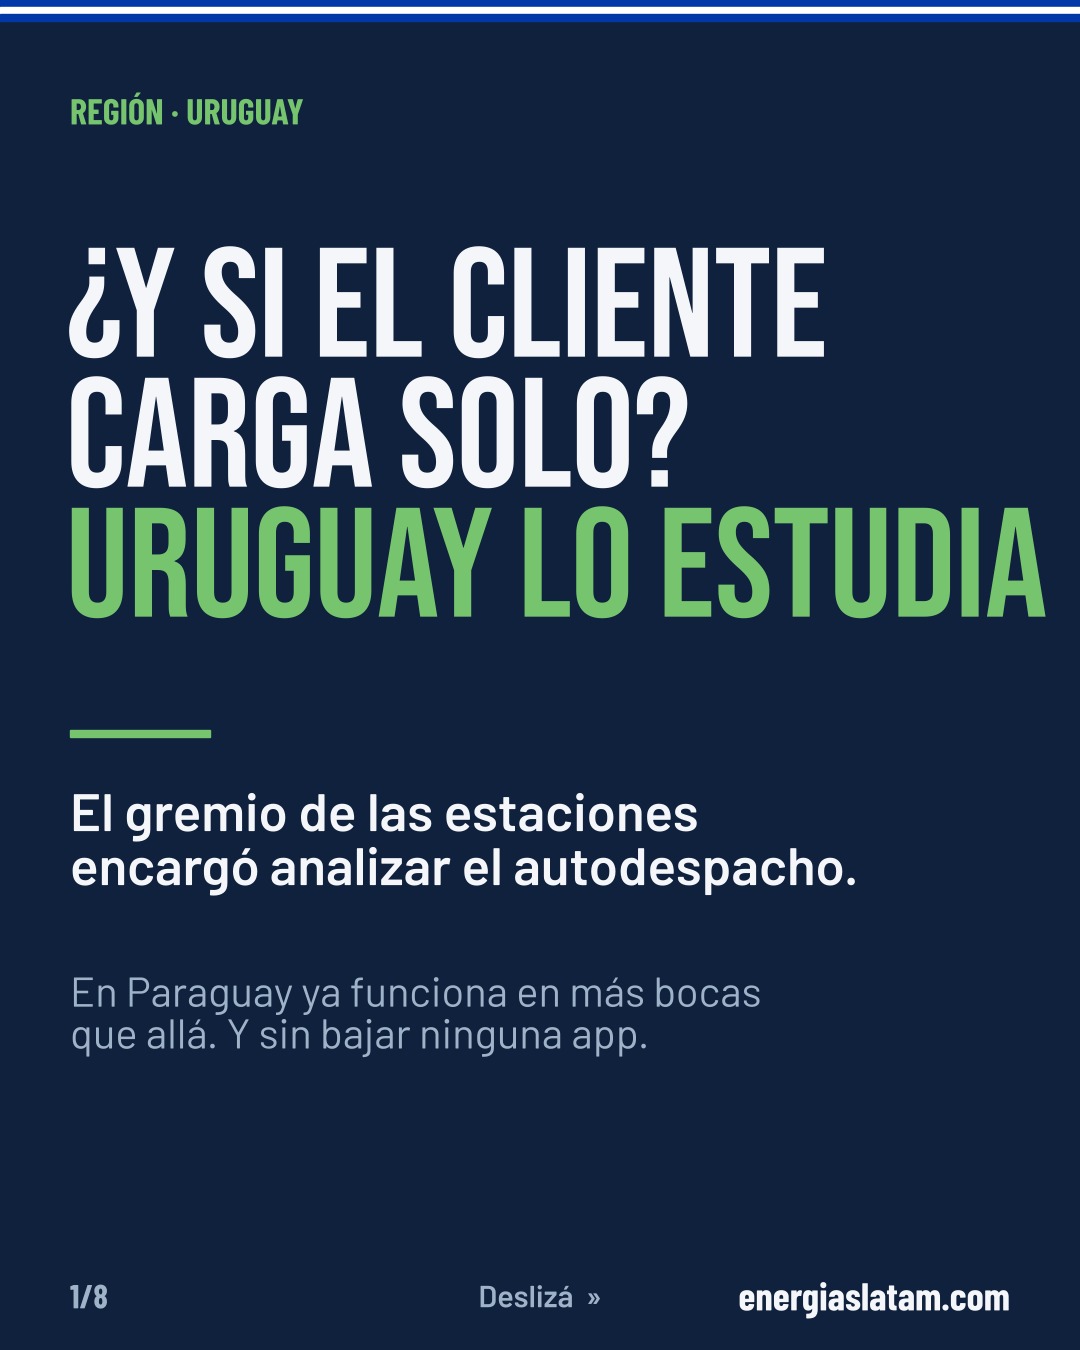 REGIÓN · URUGUAY
¿Y SI EL CLIENTE
CARGA SOLO?
URUGUAY LO ESTUDIA
El gremio de las estaciones
encargó analizar el autodespacho.
En Paraguay ya funciona en más bocas
que allá. Y sin bajar ninguna app.
1/8
Deslizá »
energiaslatam.com